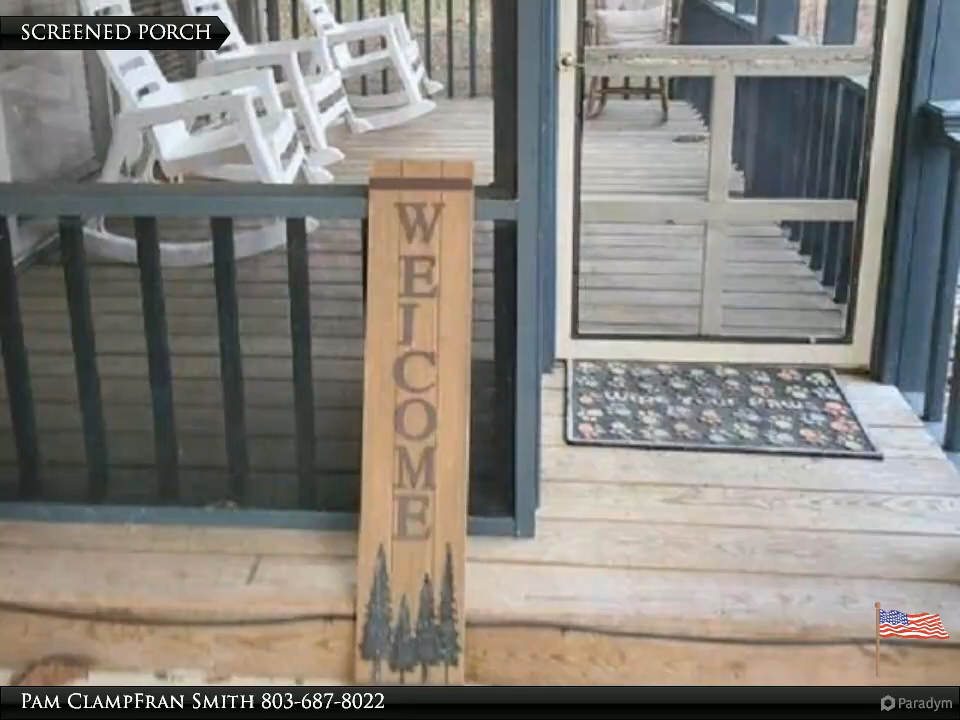 SCREENED PORCH
WELCOME
WIPE YOUR PAWS
PAM CLAMPFRAN SMITH 803-687-8022
Paradym